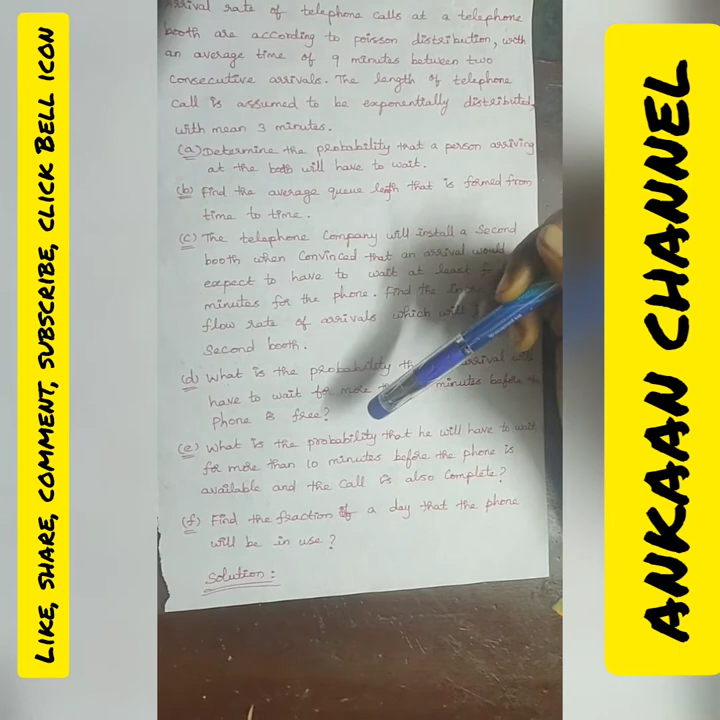 LIKE, SHARE, COMMENT, SUBSCRIBE, CLICK BELL ICON
Arrival rate of telephone calls at a telephone
booth are according to poisson distribution, with
an average time of 9 minutes between two
consecutive arrivals. The length of telephone
call is assumed to be exponentially distributed,
with mean 3 minutes.
(a) Determine the probability that a person arriving
at the both will have to wait.
(b) Find the average queue length that is formed from
time to time.
(c) The telephone Company will install a second
booth when Convinced that an arrival would
expect to have to wait at least
minutes for the phone. Find the
flow rate of arrivals which will
second booth.
(d) What is the probability arrival will
have to wait for more minutes before the
phone is free?
(e) What is the probability that he will have to wait
for more than 10 minutes before the phone is
available and the call is also Complete?
(f) Find the fraction of a day that the phone
will be in use?
Solution:
ANKAAN CHANNEL